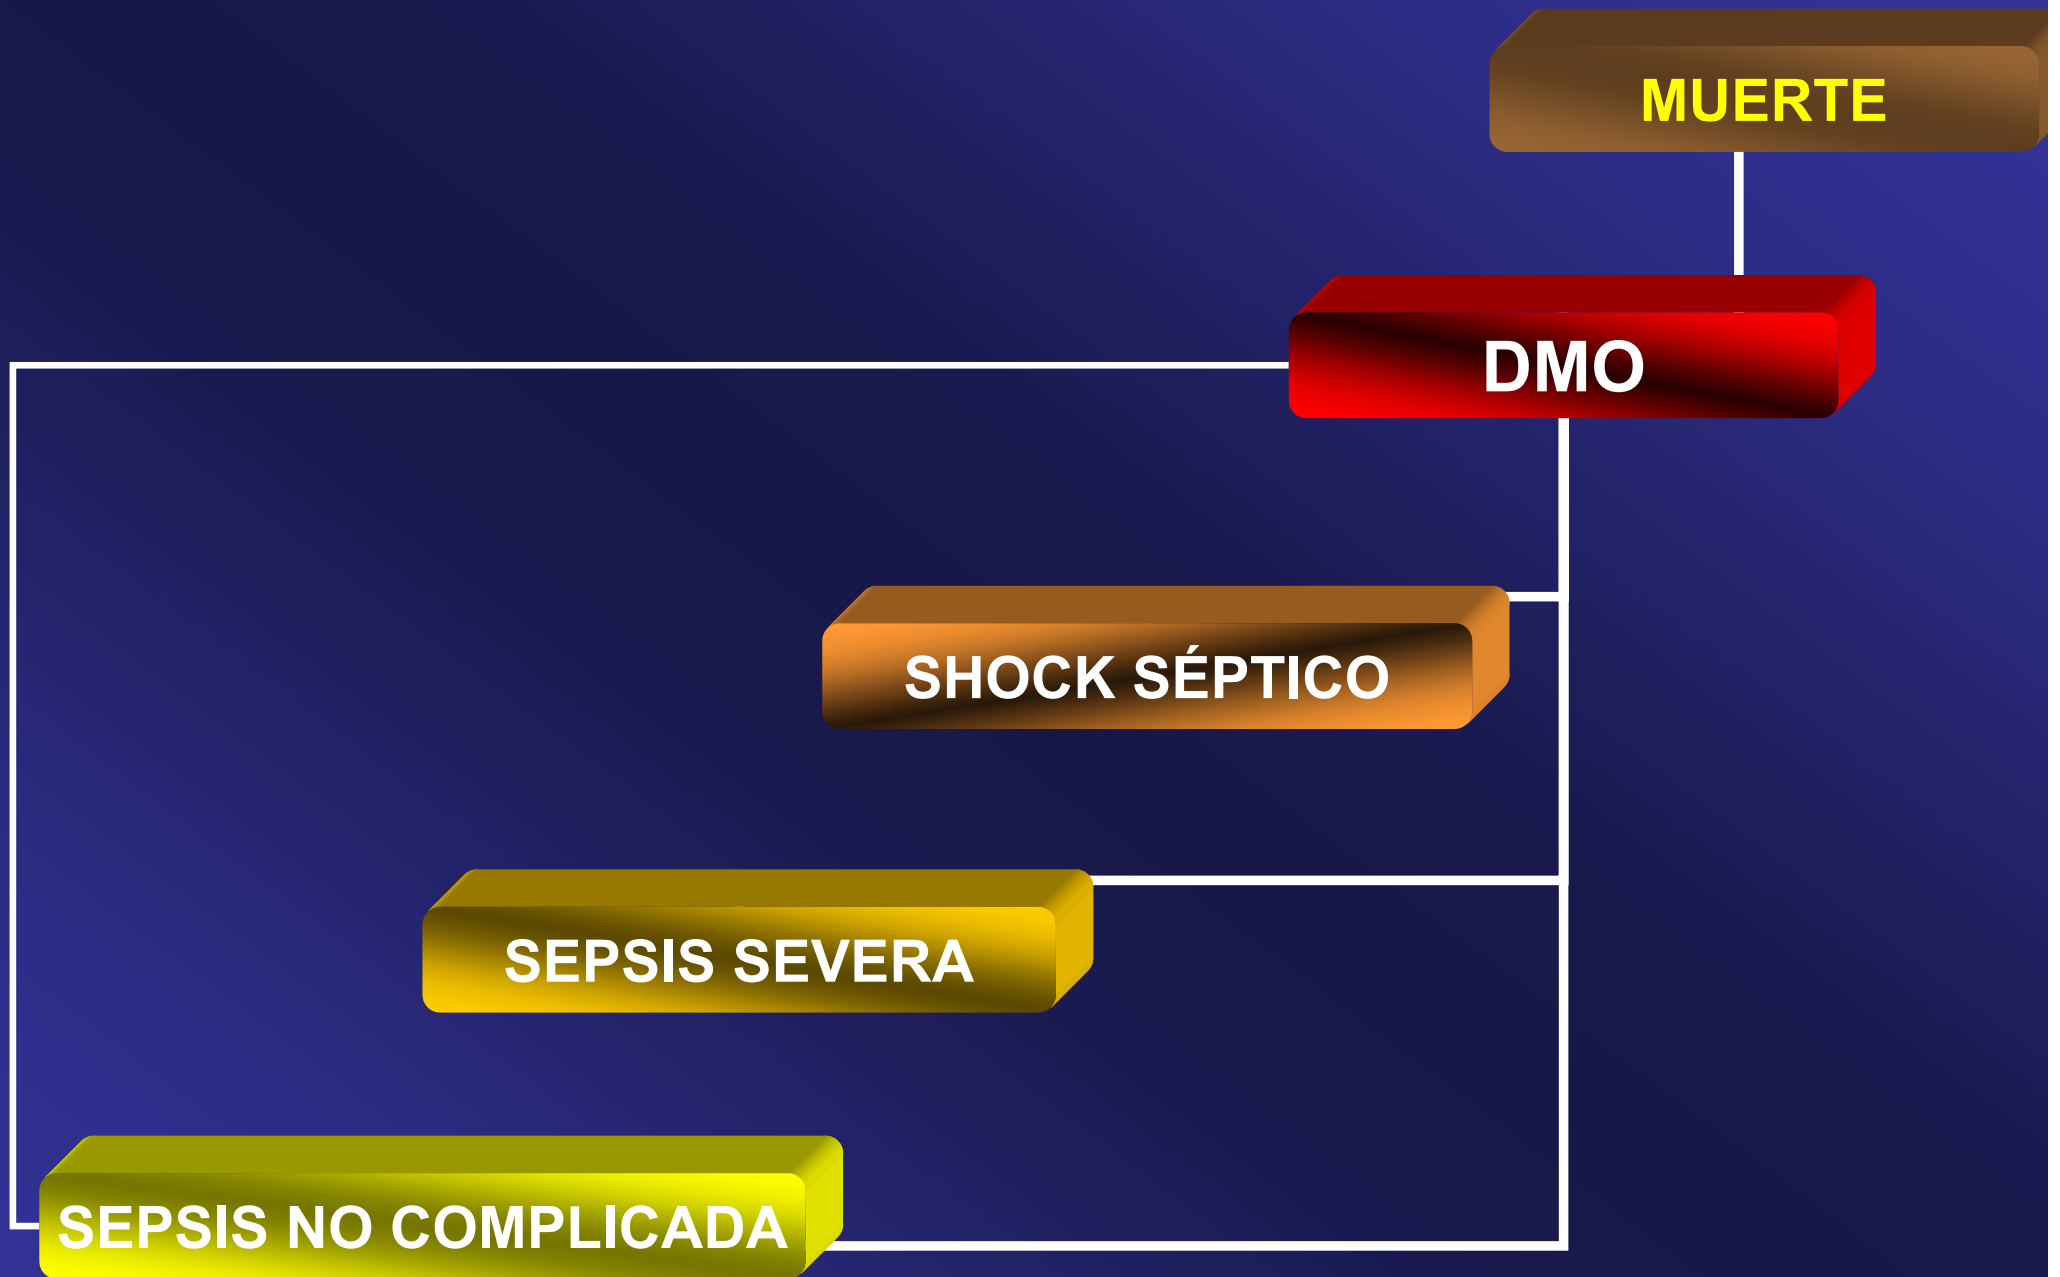 MUERTE
DMO
SHOCK SÉPTICO
SEPSIS SEVERA
SEPSIS NO COMPLICADA